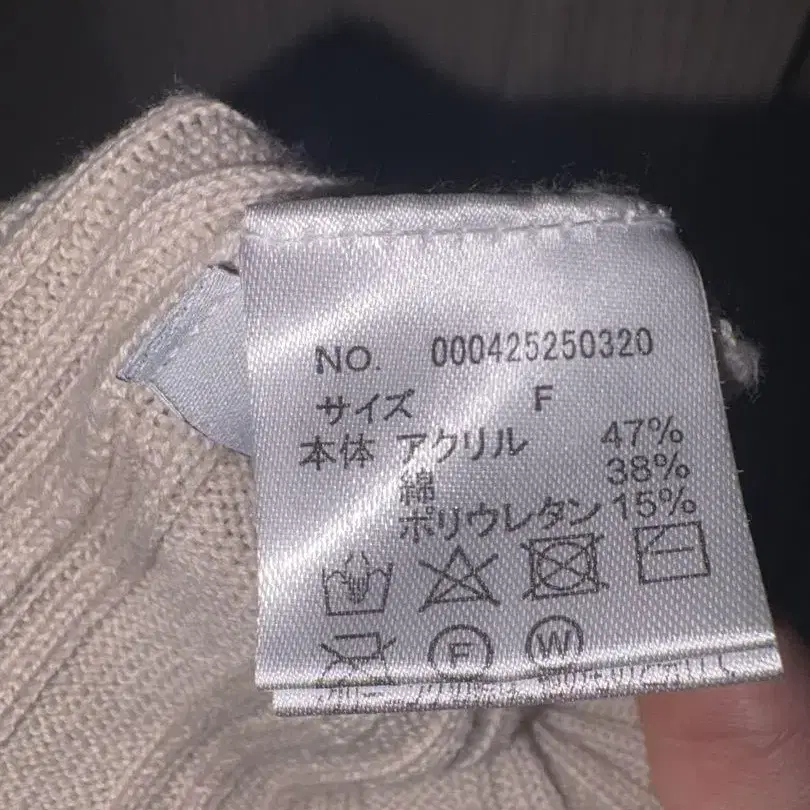 NO. 000425250320
サイズ F
本体 アクリル 47%
綿 38%
ポリウレタン 15%
F W